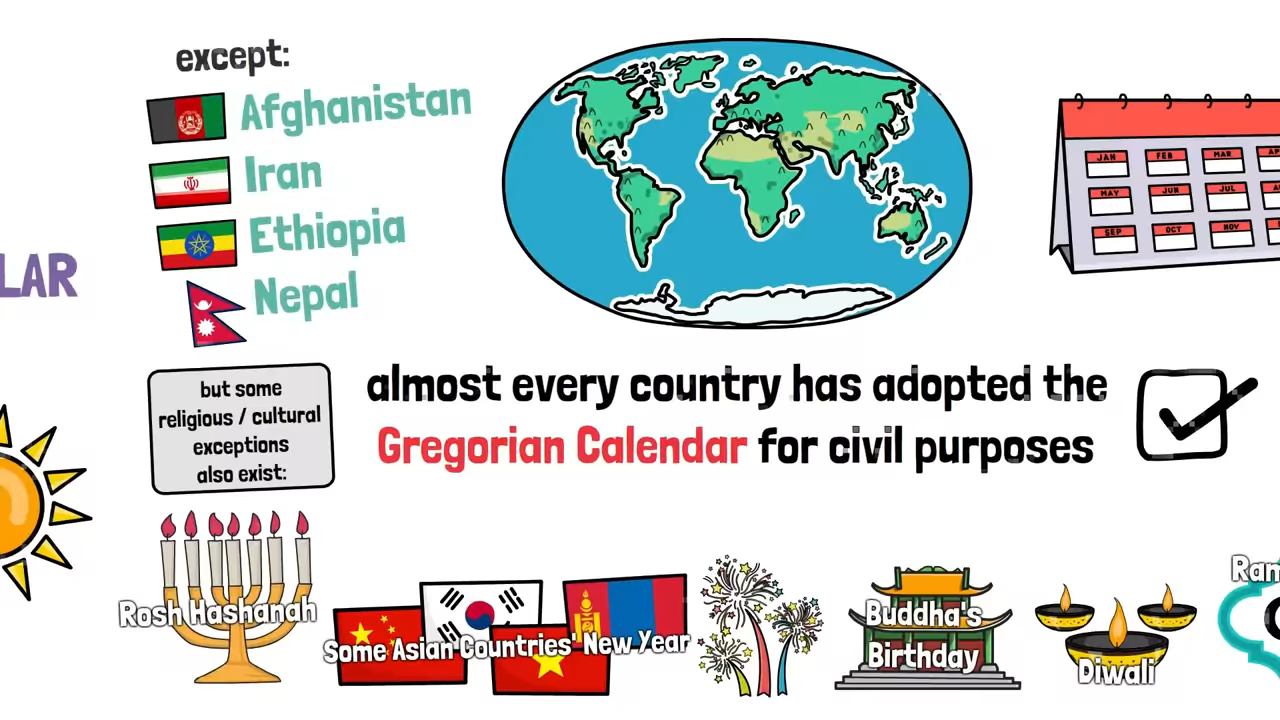 except:
Afghanistan
Iran
Ethiopia
Nepal
LAR
but some
religious / cultural
exceptions
also exist:
almost every country has adopted the
Gregorian Calendar for civil purposes
JAN FEB MAR AP
MAY JUN JUL A
SEP OCT NOV
Rosh Hashanah
Some Asian Countries' New Year
Buddha's
Birthday
Diwali
Ram